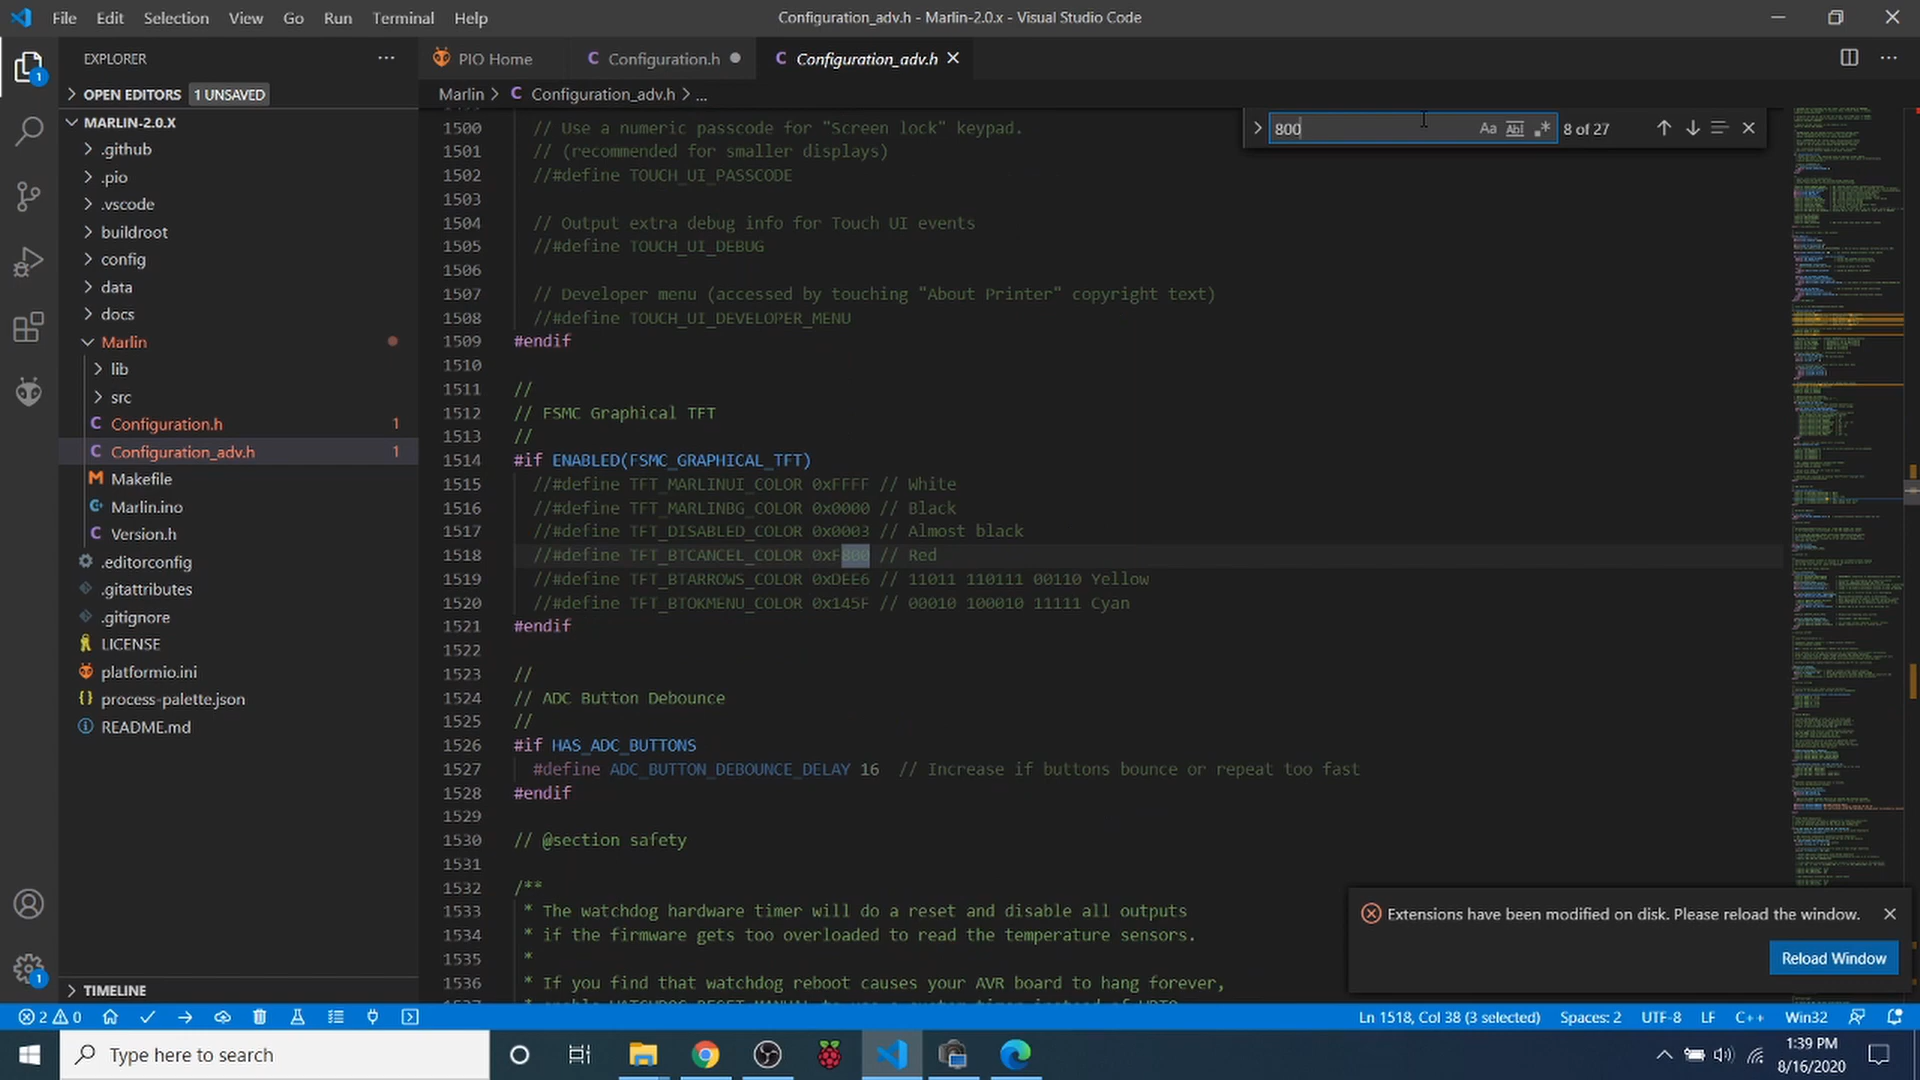 File Edit Selection View Go Run Terminal Help
Configuration_adv.h - Marlin-2.0.x - Visual Studio Code
EXPLORER
PIO Home
Configuration.h
Configuration_adv.h
OPEN EDITORS 1 UNSAVED
Marlin > C Configuration_adv.h > ...
MARLIN-2.0.X
800
Aa Abl .* 8 of 27
.github
.pio
.vscode
buildroot
config
data
docs
Marlin
lib
src
C Configuration.h 1
C Configuration_adv.h 1
M Makefile
Marlin.ino
C Version.h
.editorconfig
.gitattributes
.gitignore
LICENSE
platformio.ini
process-palette.json
README.md
TIMELINE
1500 // Use a numeric passcode for "Screen lock" keypad.
1501 // (recommended for smaller displays)
1502 //#define TOUCH_UI_PASSCODE
1503
1504 // Output extra debug info for Touch UI events
1505 //#define TOUCH_UI_DEBUG
1506
1507 // Developer menu (accessed by touching "About Printer" copyright text)
1508 //#define TOUCH_UI_DEVELOPER_MENU
1509 #endif
1510
1511 //
1512 // FSMC Graphical TFT
1513 //
1514 #if ENABLED(FSMC_GRAPHICAL_TFT)
1515 //#define TFT_MARLINUI_COLOR 0xFFFF // White
1516 //#define TFT_MARLINBG_COLOR 0x0000 // Black
1517 //#define TFT_DISABLED_COLOR 0x0003 // Almost black
1518 //#define TFT_BTCANCEL_COLOR 0xF800 // Red
1519 //#define TFT_BTARROWS_COLOR 0xDEE6 // 11011 110111 00110 Yellow
1520 //#define TFT_BTOKMENU_COLOR 0x145F // 00010 100010 11111 Cyan
1521 #endif
1522
1523 //
1524 // ADC Button Debounce
1525 //
1526 #if HAS_ADC_BUTTONS
1527 #define ADC_BUTTON_DEBOUNCE_DELAY 16 // Increase if buttons bounce or repeat too fast
1528 #endif
1529
1530 // @section safety
1531
1532 /**
1533 * The watchdog hardware timer will do a reset and disable all outputs
1534 * if the firmware gets too overloaded to read the temperature sensors.
1535 *
1536 * If you find that watchdog reboot causes your AVR board to hang forever,
Extensions have been modified on disk. Please reload the window.
Reload Window
2 0
Ln 1518, Col 38 (3 selected) Spaces: 2 UTF-8 LF C++ Win32
Type here to search
1:39 PM
8/16/2020